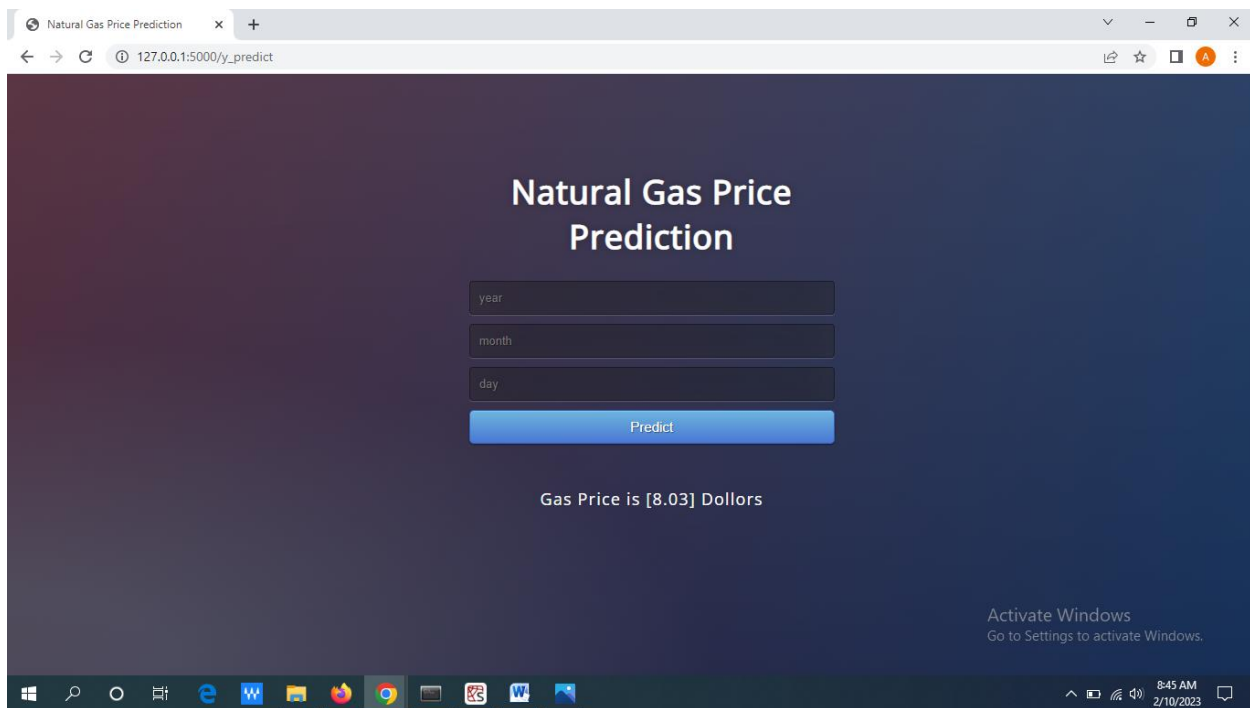 Natural Gas Price Prediction
127.0.0.1:5000/y_predict
A
Natural Gas Price
Prediction
year
month
day
Predict
Gas Price is [8.03] Dollors
Activate Windows
Go to Settings to activate Windows.
8:45 AM
2/10/2023